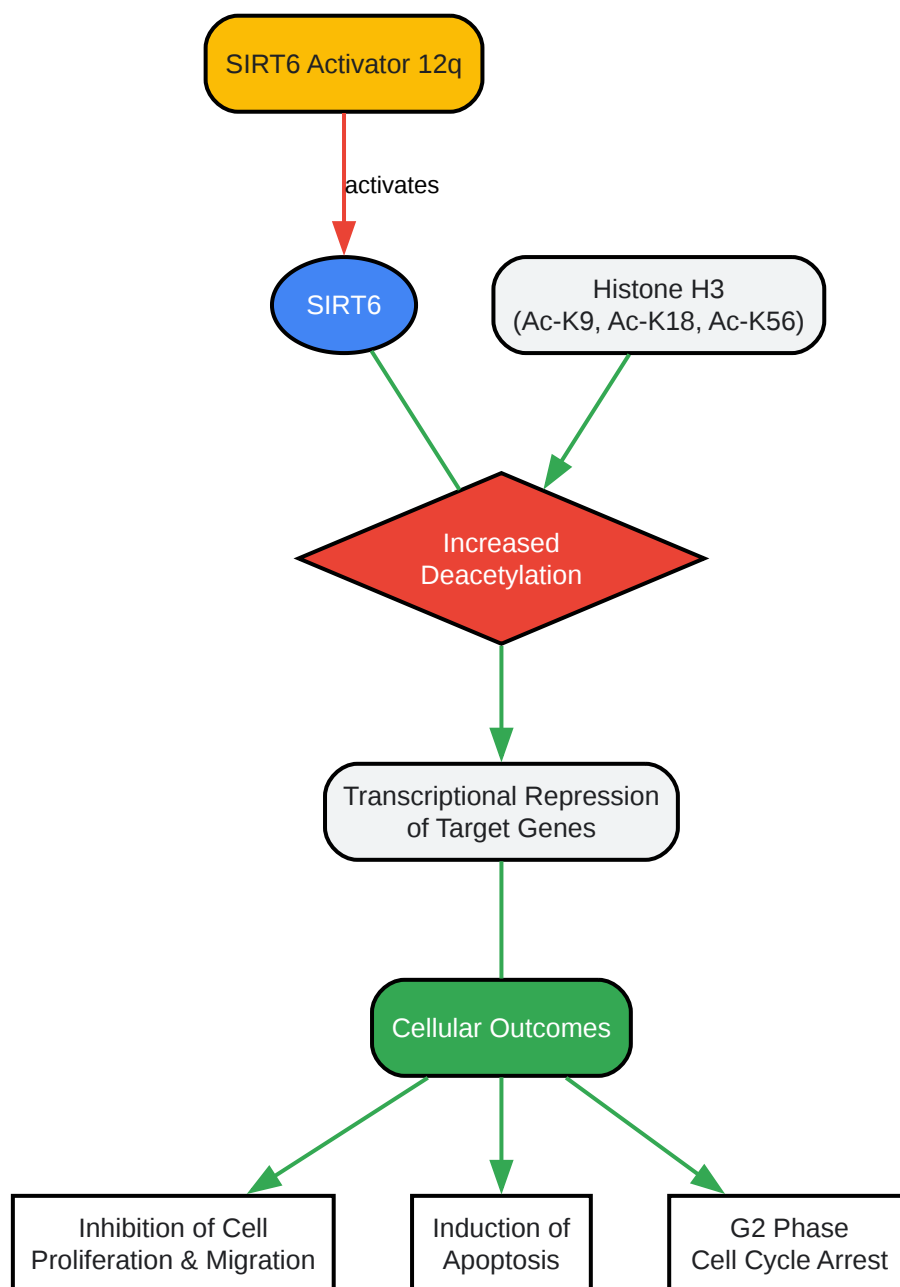 SIRT6 Activator 12q
activates
SIRT6
Histone H3
(Ac-K9, Ac-K18, Ac-K56)
Increased
Deacetylation
Transcriptional Repression
of Target Genes
Cellular Outcomes
Inhibition of Cell
Proliferation & Migration
Induction of
Apoptosis
G2 Phase
Cell Cycle Arrest